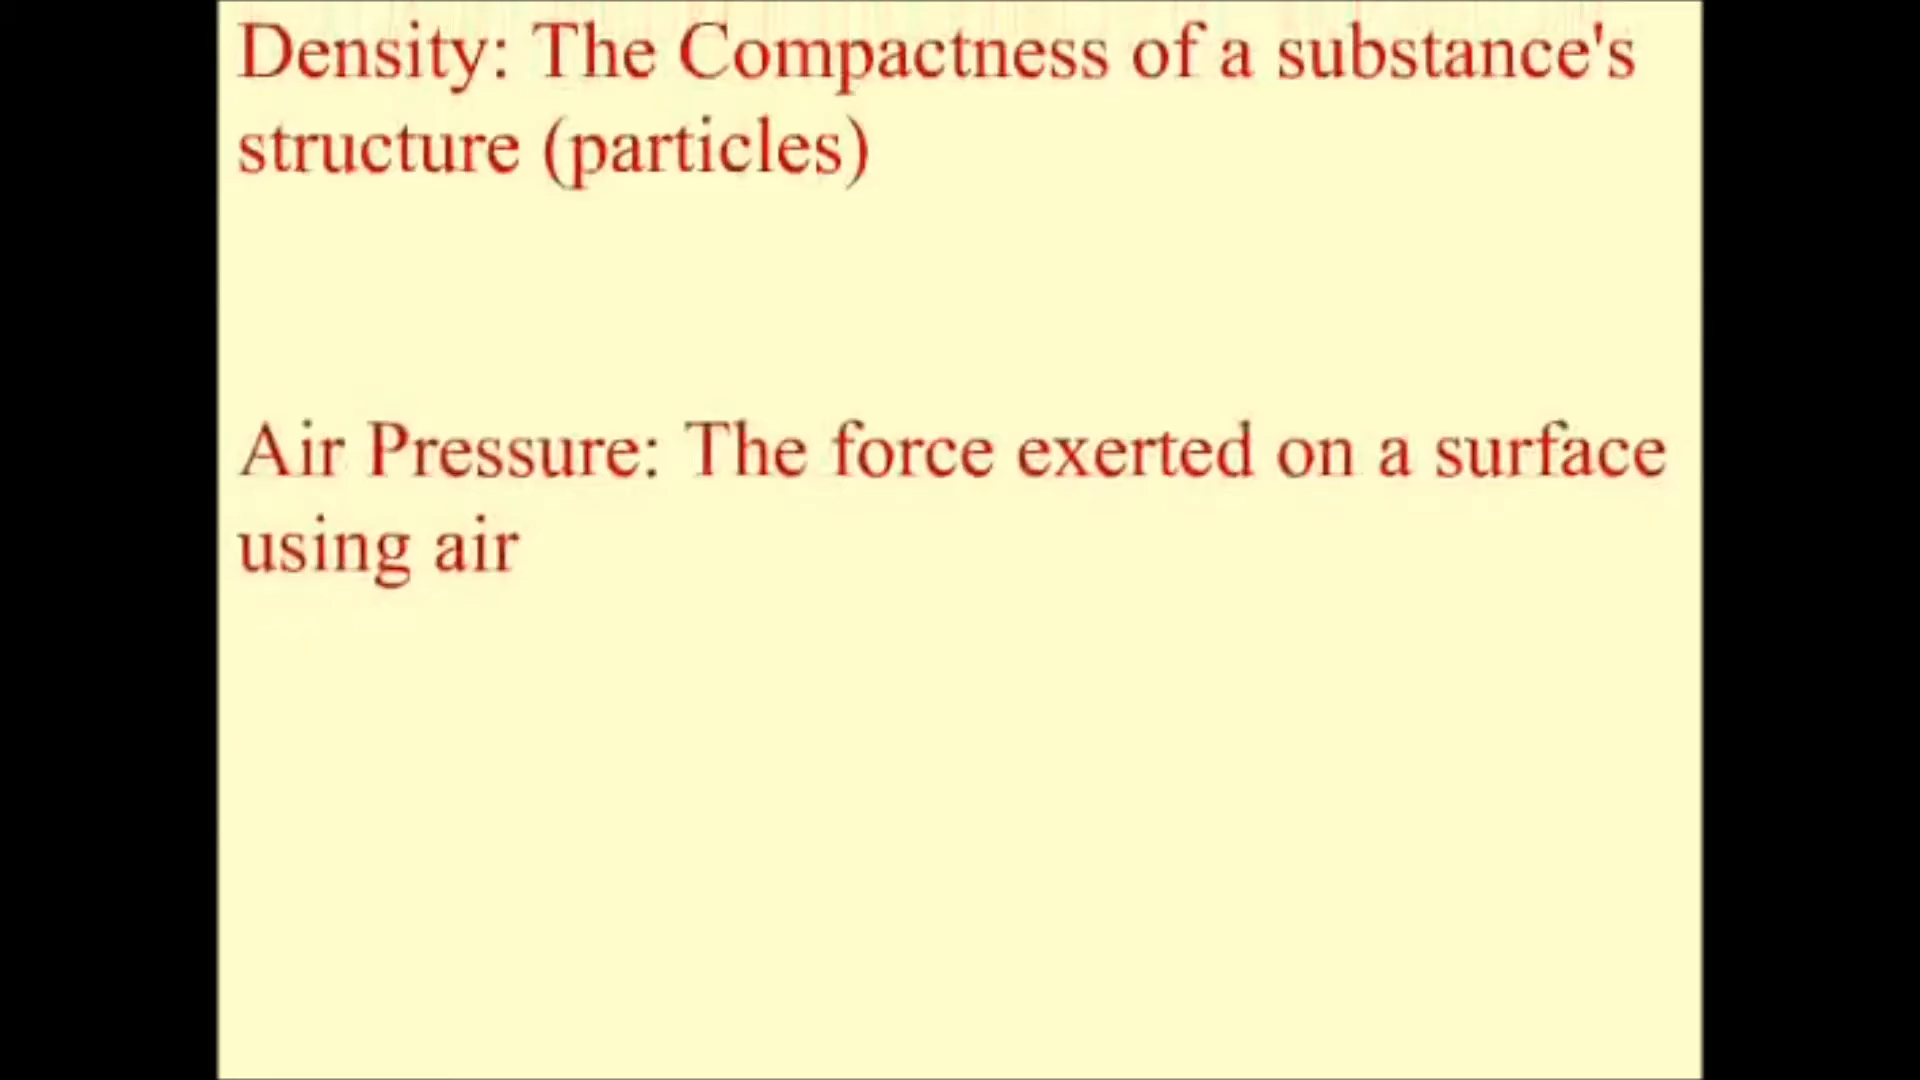 Density: The Compactness of a substance's
structure (particles)
Air Pressure: The force exerted on a surface
using air